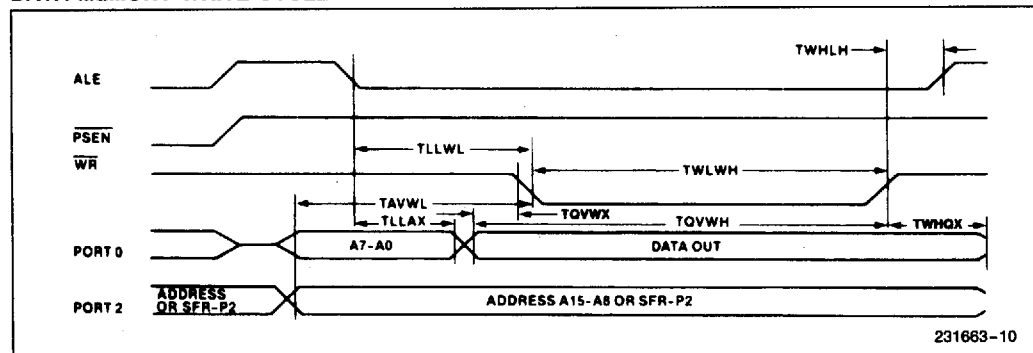 TWHLH
ALE
PSEN
TLLWL
TWLWH
WR
TAVWL
TQVWX
TLLAX
TQVWH
TWHQX
PORT 0
A7-A0
DATA OUT
PORT 2
ADDRESS
OR SFR-P2
ADDRESS A15-A8 OR SFR-P2
231663-10